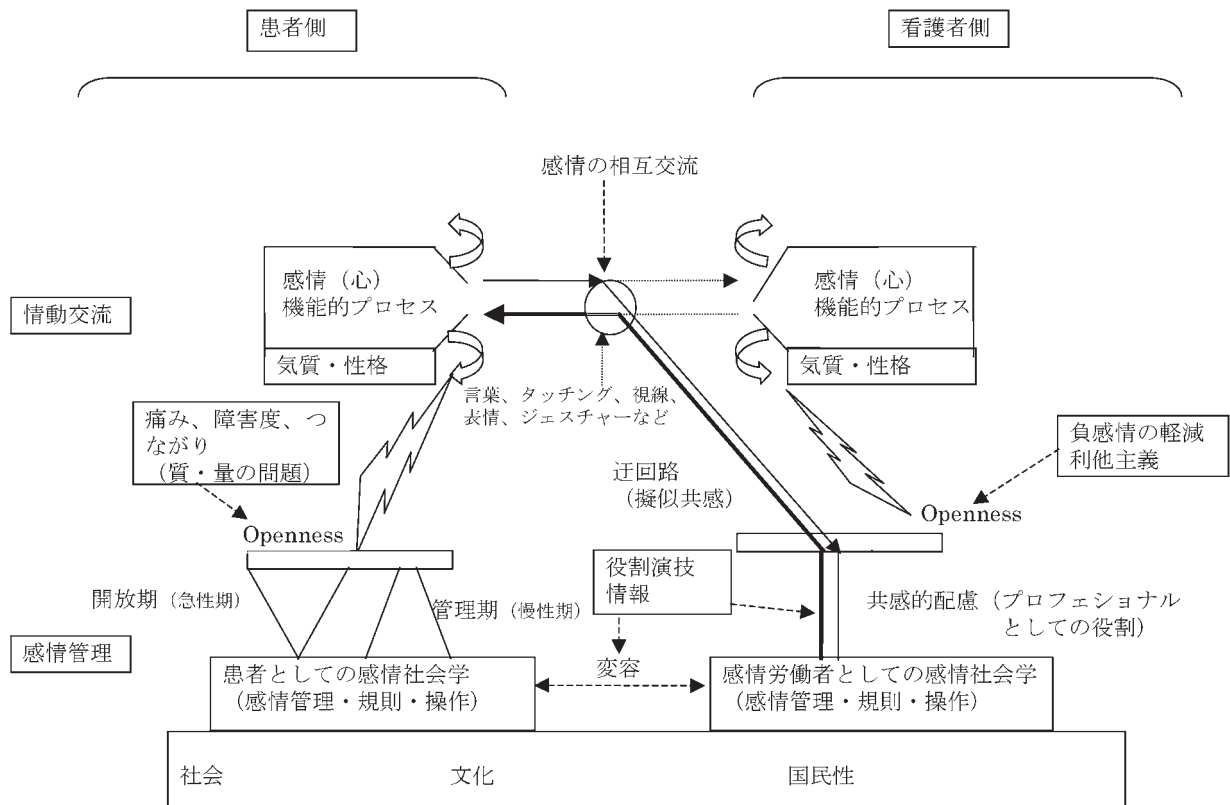 患者側
看護者側
感情の相互交流
感情（心）
機能的プロセス
気質・性格
感情（心）
機能的プロセス
気質・性格
情動交流
言葉、タッチング、視線、
表情、ジェスチャーなど
痛み、障害度、つ
ながり
（質・量の問題）
負感情の軽減
利他主義
迂回路
（擬似共感）
Openness
Openness
役割演技
情報
開放期（急性期）
管理期（慢性期）
共感的配慮（プロフェショナル
としての役割）
感情管理
変容
患者としての感情社会学
（感情管理・規則・操作）
感情労働者としての感情社会学
（感情管理・規則・操作）
社会
文化
国民性